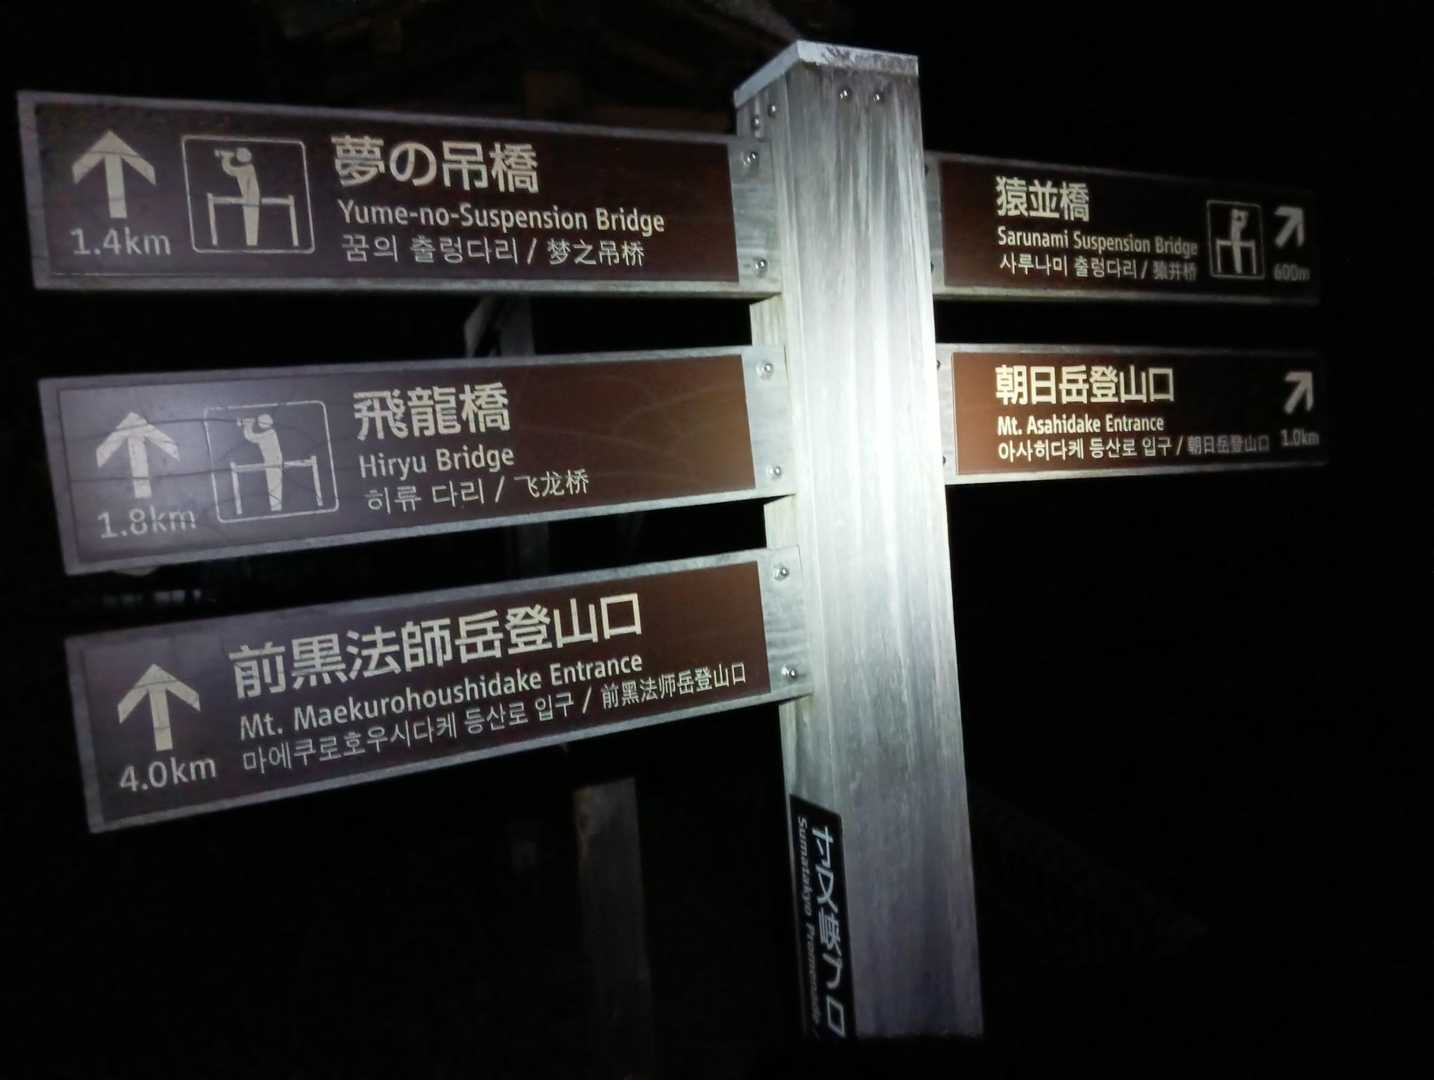 夢の吊橋
Yume-no-Suspension Bridge
꿈의 출렁다리 / 梦之吊桥
1.4km
飛龍橋
Hiryu Bridge
히류 다리 / 飞龙桥
1.8km
前黒法師岳登山口
Mt. Maekurohoushidake Entrance
마에쿠로호우시다케 등산로 입구 / 前黑法师岳登山口
4.0km
猿並橋
Sarunami Suspension Bridge
사루나미 출렁다리 / 猿并桥
600m
朝日岳登山口
Mt. Asahidake Entrance
아사히다케 등산로 입구 / 朝日岳登山口
1.0km
Sumatakyo Promenade